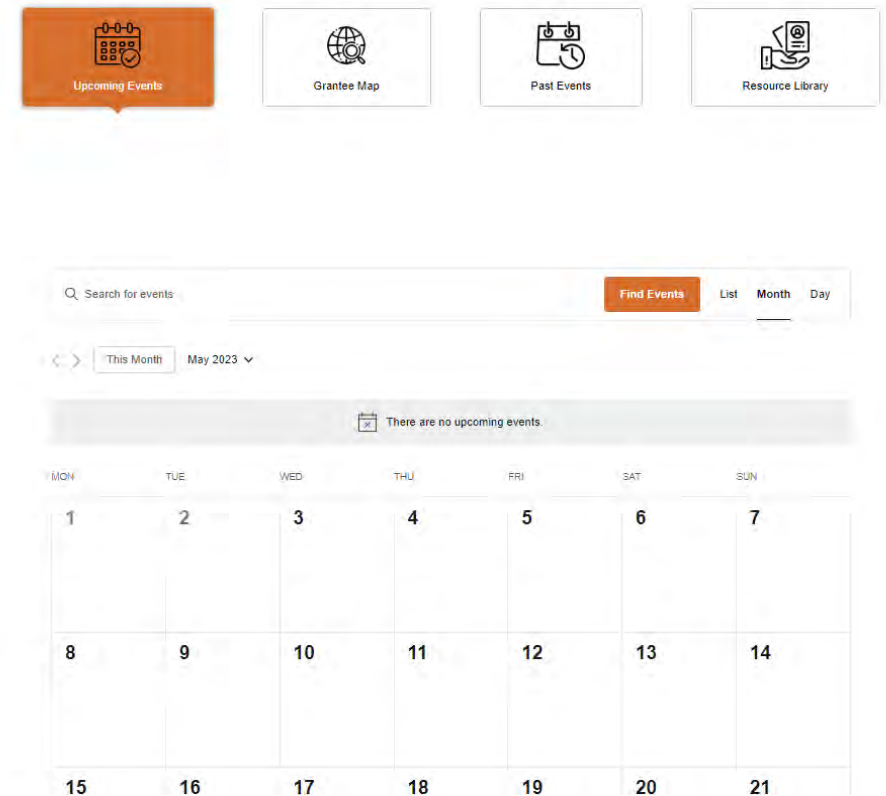 Upcoming Events
Grantee Map
Past Events
Resource Library
Search for events
Find Events
List Month Day
This Month May 2023
There are no upcoming events.
MON TUE WED THU FRI SAT SUN
1 2 3 4 5 6 7
8 9 10 11 12 13 14
15 16 17 18 19 20 21